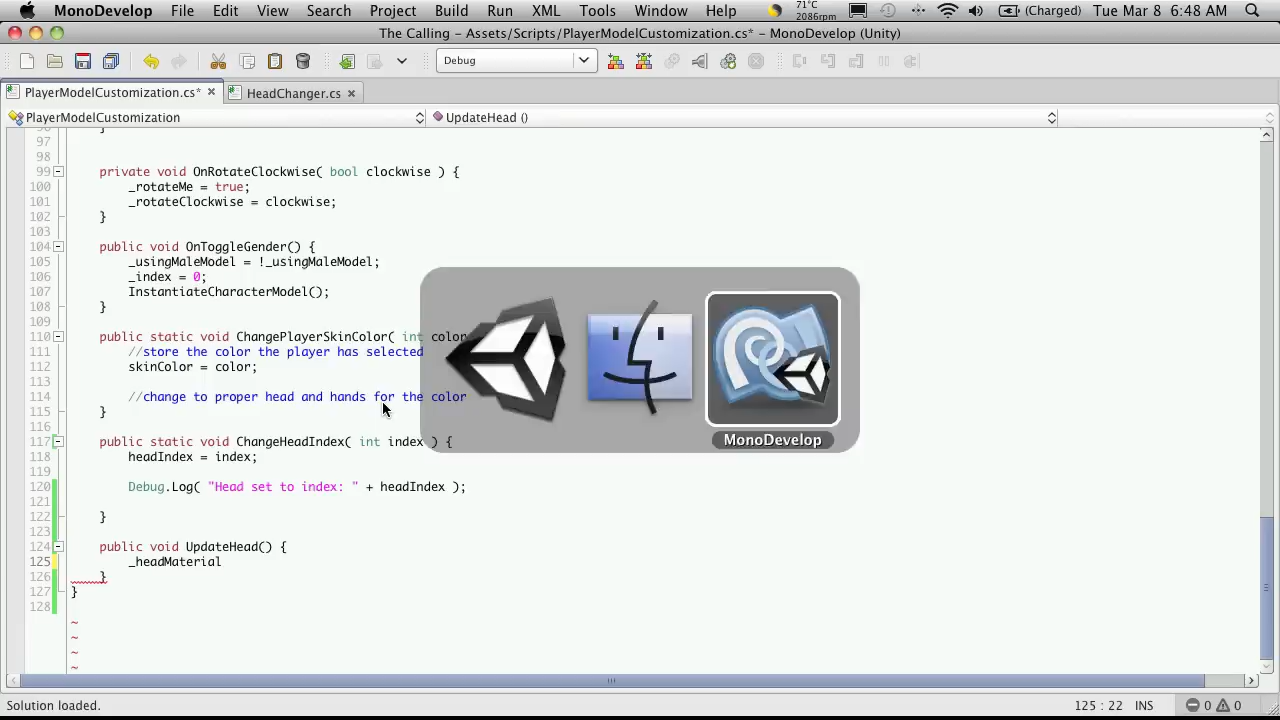 MonoDevelop File Edit View Search Project Build Run XML Tools Window Help 71°C 2086rpm (Charged) Tue Mar 8 6:48 AM
The Calling – Assets/Scripts/PlayerModelCustomization.cs* – MonoDevelop (Unity)
Debug
PlayerModelCustomization.cs* HeadChanger.cs
PlayerModelCustomization UpdateHead ()
96 }
97
98
99 private void OnRotateClockwise( bool clockwise ) {
100 _rotateMe = true;
101 _rotateClockwise = clockwise;
102 }
103
104 public void OnToggleGender() {
105 _usingMaleModel = !_usingMaleModel;
106 _index = 0;
107 InstantiateCharacterModel();
108 }
109
110 public static void ChangePlayerSkinColor( int color
111 //store the color the player has selected
112 skinColor = color;
113
114 //change to proper head and hands for the color
115 }
116
117 public static void ChangeHeadIndex( int index ) {
118 headIndex = index;
119
120 Debug.Log( "Head set to index: " + headIndex );
121
122 }
123
124 public void UpdateHead() {
125 _headMaterial
126 }
127 }
128
~
~
~
~
MonoDevelop
Solution loaded. 125 : 22 INS 0 0